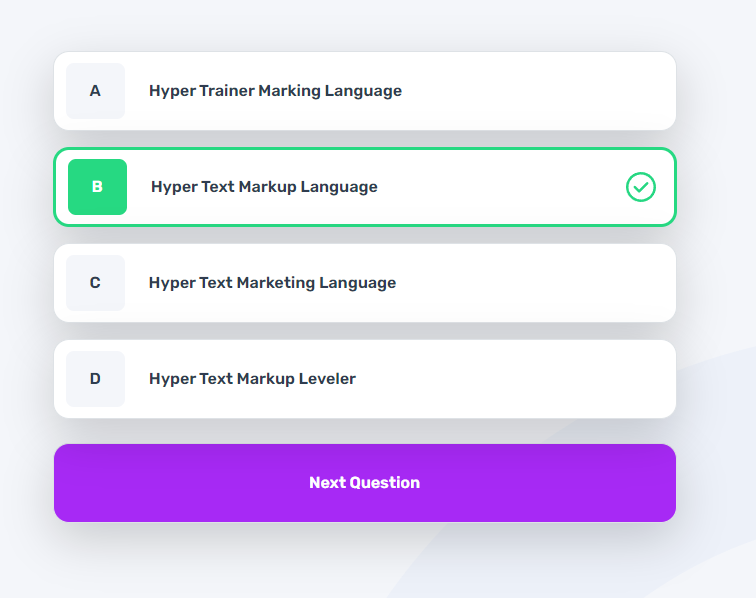 A Hyper Trainer Marking Language
B Hyper Text Markup Language
C Hyper Text Marketing Language
D Hyper Text Markup Leveler
Next Question